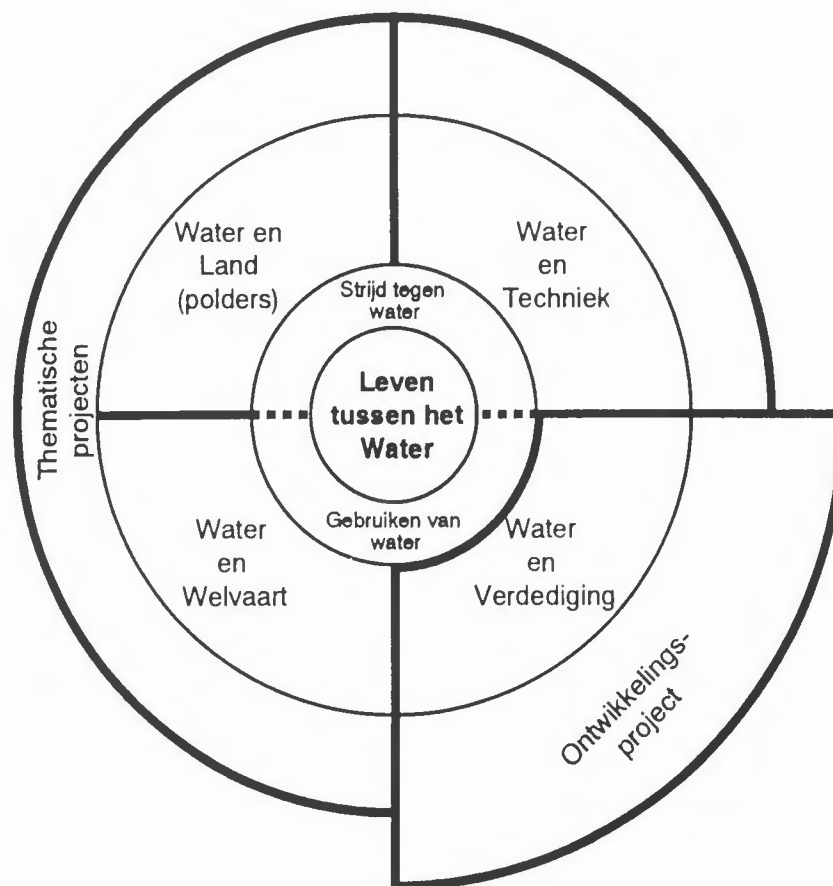 Water en
Land
(polders)
Water
en
Techniek
Strijd tegen
water
Leven
tussen het
Water
Thematische
projecten
Gebruiken van
water
Water
en
Welvaart
Water
en
Verdediging
Ontwikkelings-
project